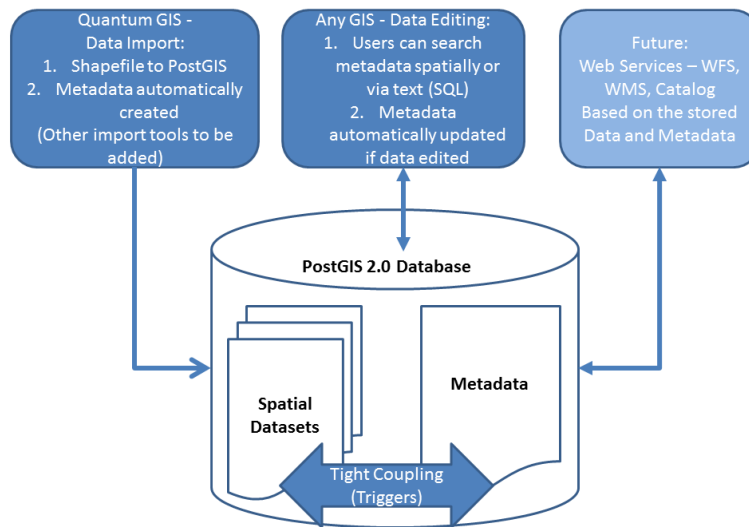 Quantum GIS -
Data Import:
1. Shapefile to PostGIS
2. Metadata automatically
created
(Other import tools to be
added)
Any GIS - Data Editing:
1. Users can search
metadata spatially or
via text (SQL)
2. Metadata
automatically updated
if data edited
Future:
Web Services – WFS,
WMS, Catalog
Based on the stored
Data and Metadata
PostGIS 2.0 Database
Spatial
Datasets
Metadata
Tight Coupling
(Triggers)